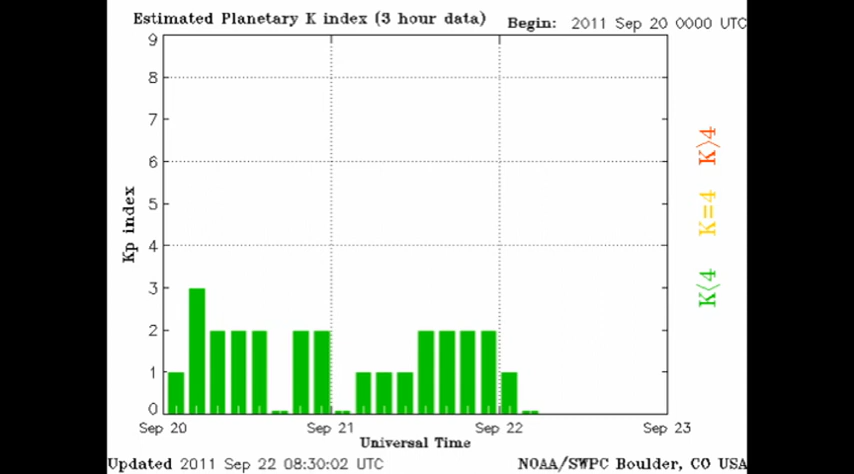 Estimated Planetary K index (3 hour data) Begin: 2011 Sep 20 0000 UTC
9
8
7
6
5
4
3
2
1
0
Kp index
K>4
K=4
K<4
Sep 20 Sep 21 Sep 22 Sep 23
Universal Time
Updated 2011 Sep 22 08:30:02 UTC NOAA/SWPC Boulder, CO USA